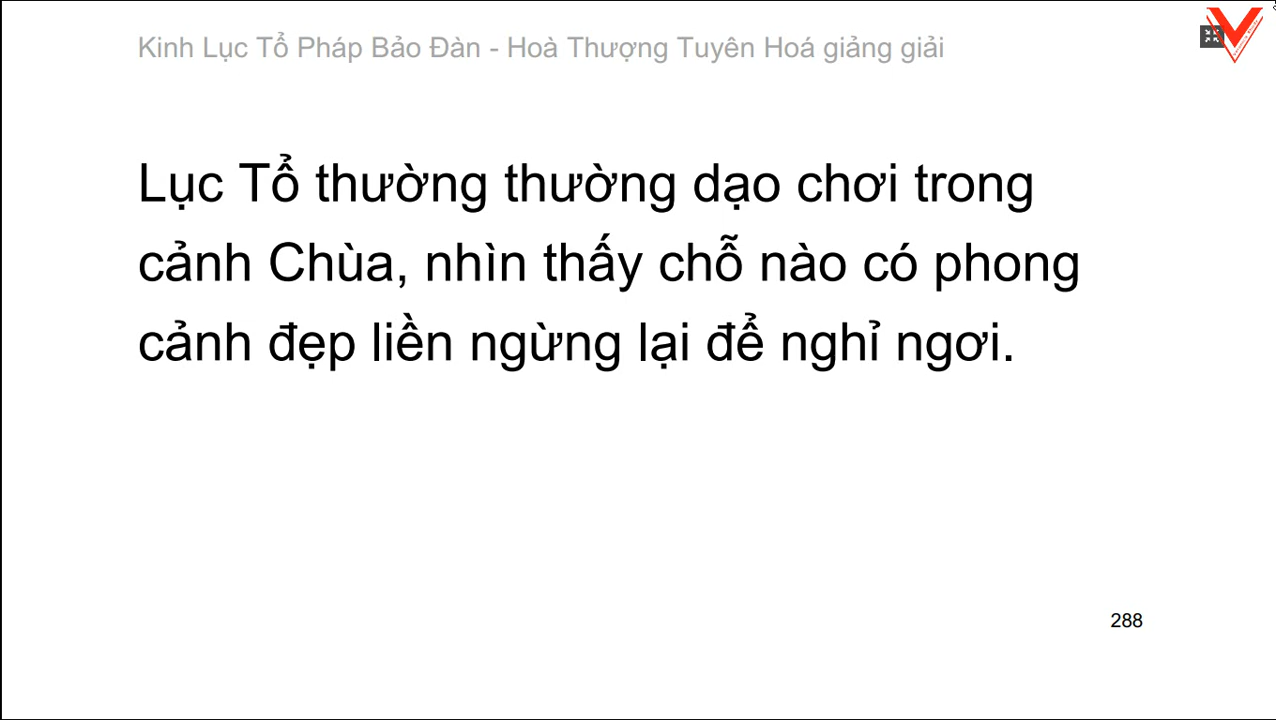 Kinh Lục Tổ Pháp Bảo Đàn - Hoà Thượng Tuyên Hoá giảng giải
Lục Tổ thường thường dạo chơi trong
cảnh Chùa, nhìn thấy chỗ nào có phong
cảnh đẹp liền ngừng lại để nghỉ ngơi.
288